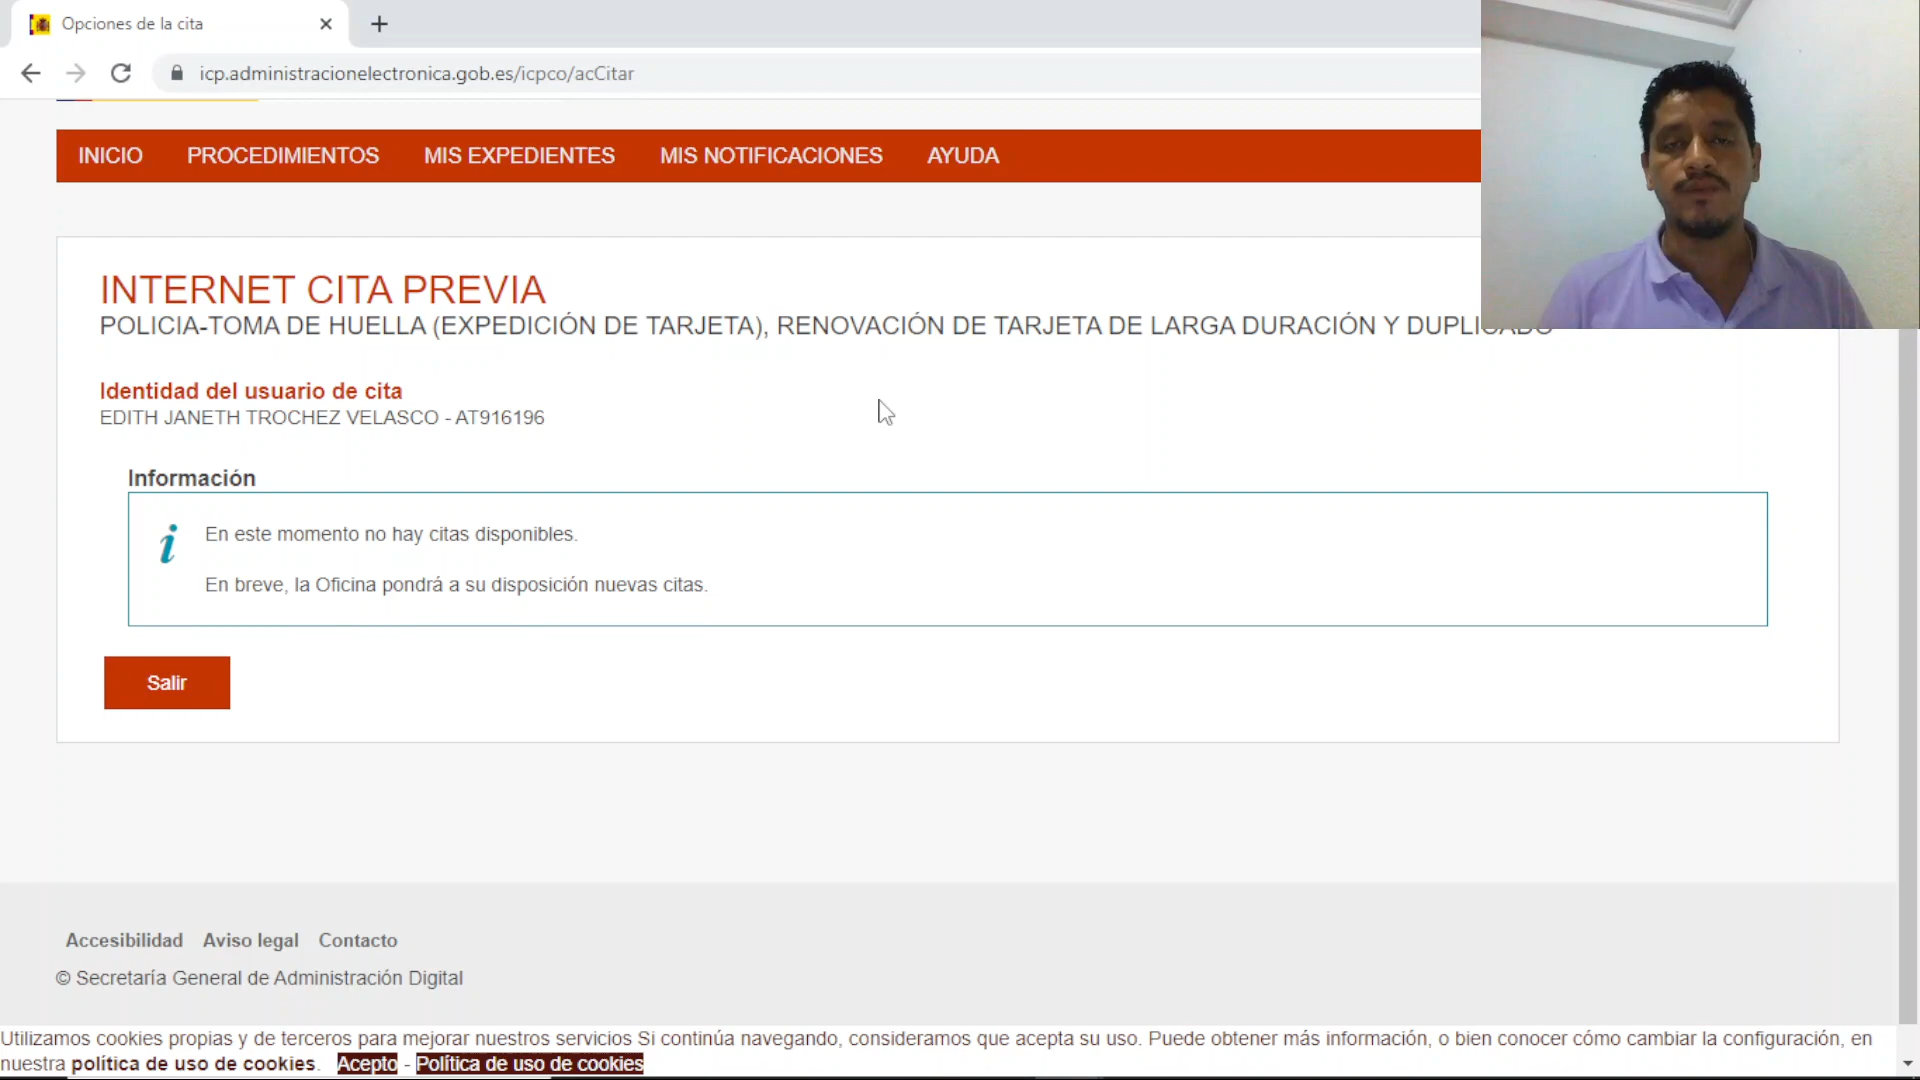 Opciones de la cita
icp.administracionelectronica.gob.es/icpco/acCitar
INICIO PROCEDIMIENTOS MIS EXPEDIENTES MIS NOTIFICACIONES AYUDA
INTERNET CITA PREVIA
POLICIA-TOMA DE HUELLA (EXPEDICIÓN DE TARJETA), RENOVACIÓN DE TARJETA DE LARGA DURACIÓN Y DUPLICADO
Identidad del usuario de cita
EDITH JANETH TROCHEZ VELASCO - AT916196
Información
En este momento no hay citas disponibles.
En breve, la Oficina pondrá a su disposición nuevas citas.
Salir
Accesibilidad Aviso legal Contacto
© Secretaría General de Administración Digital
Utilizamos cookies propias y de terceros para mejorar nuestros servicios Si continúa navegando, consideramos que acepta su uso. Puede obtener más información, o bien conocer cómo cambiar la configuración, en
nuestra política de uso de cookies. Acepto - Política de uso de cookies